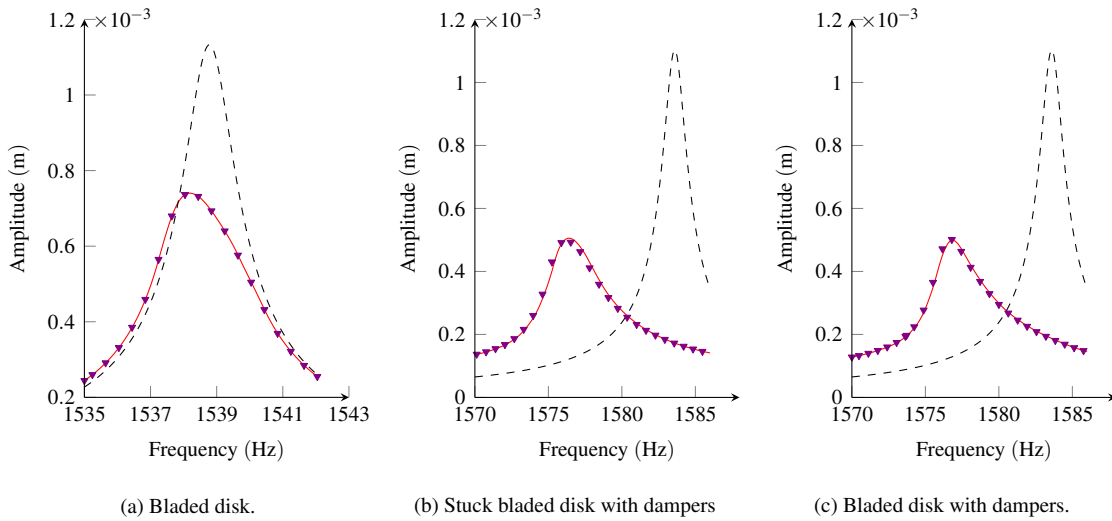 1.2 ×10⁻³
1
0.8
0.6
0.4
0.2
Amplitude (m)
1535 1537 1539 1541 1543
Frequency (Hz)
(a) Bladed disk.
1.2 ×10⁻³
1
0.8
0.6
0.4
0.2
0
Amplitude (m)
1570 1575 1580 1585
Frequency (Hz)
(b) Stuck bladed disk with dampers
1.2 ×10⁻³
1
0.8
0.6
0.4
0.2
0
Amplitude (m)
1570 1575 1580 1585
Frequency (Hz)
(c) Bladed disk with dampers.